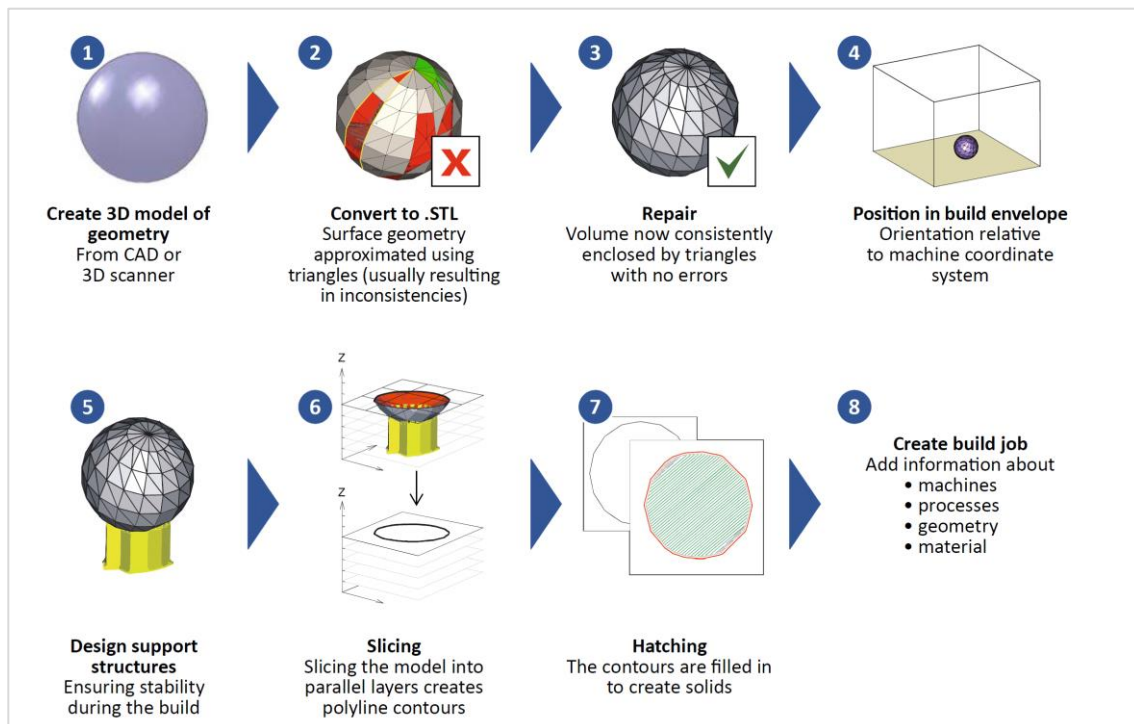 1
Create 3D model of
geometry
From CAD or
3D scanner
2
X
Convert to .STL
Surface geometry
approximated using
triangles (usually resulting
in inconsistencies)
3
Repair
Volume now consistently
enclosed by triangles
with no errors
4
Position in build envelope
Orientation relative
to machine coordinate
system
5
Design support
structures
Ensuring stability
during the build
6
Z
Z
Slicing
Slicing the model into
parallel layers creates
polyline contours
7
Hatching
The contours are filled in
to create solids
8
Create build job
Add information about
• machines
• processes
• geometry
• material